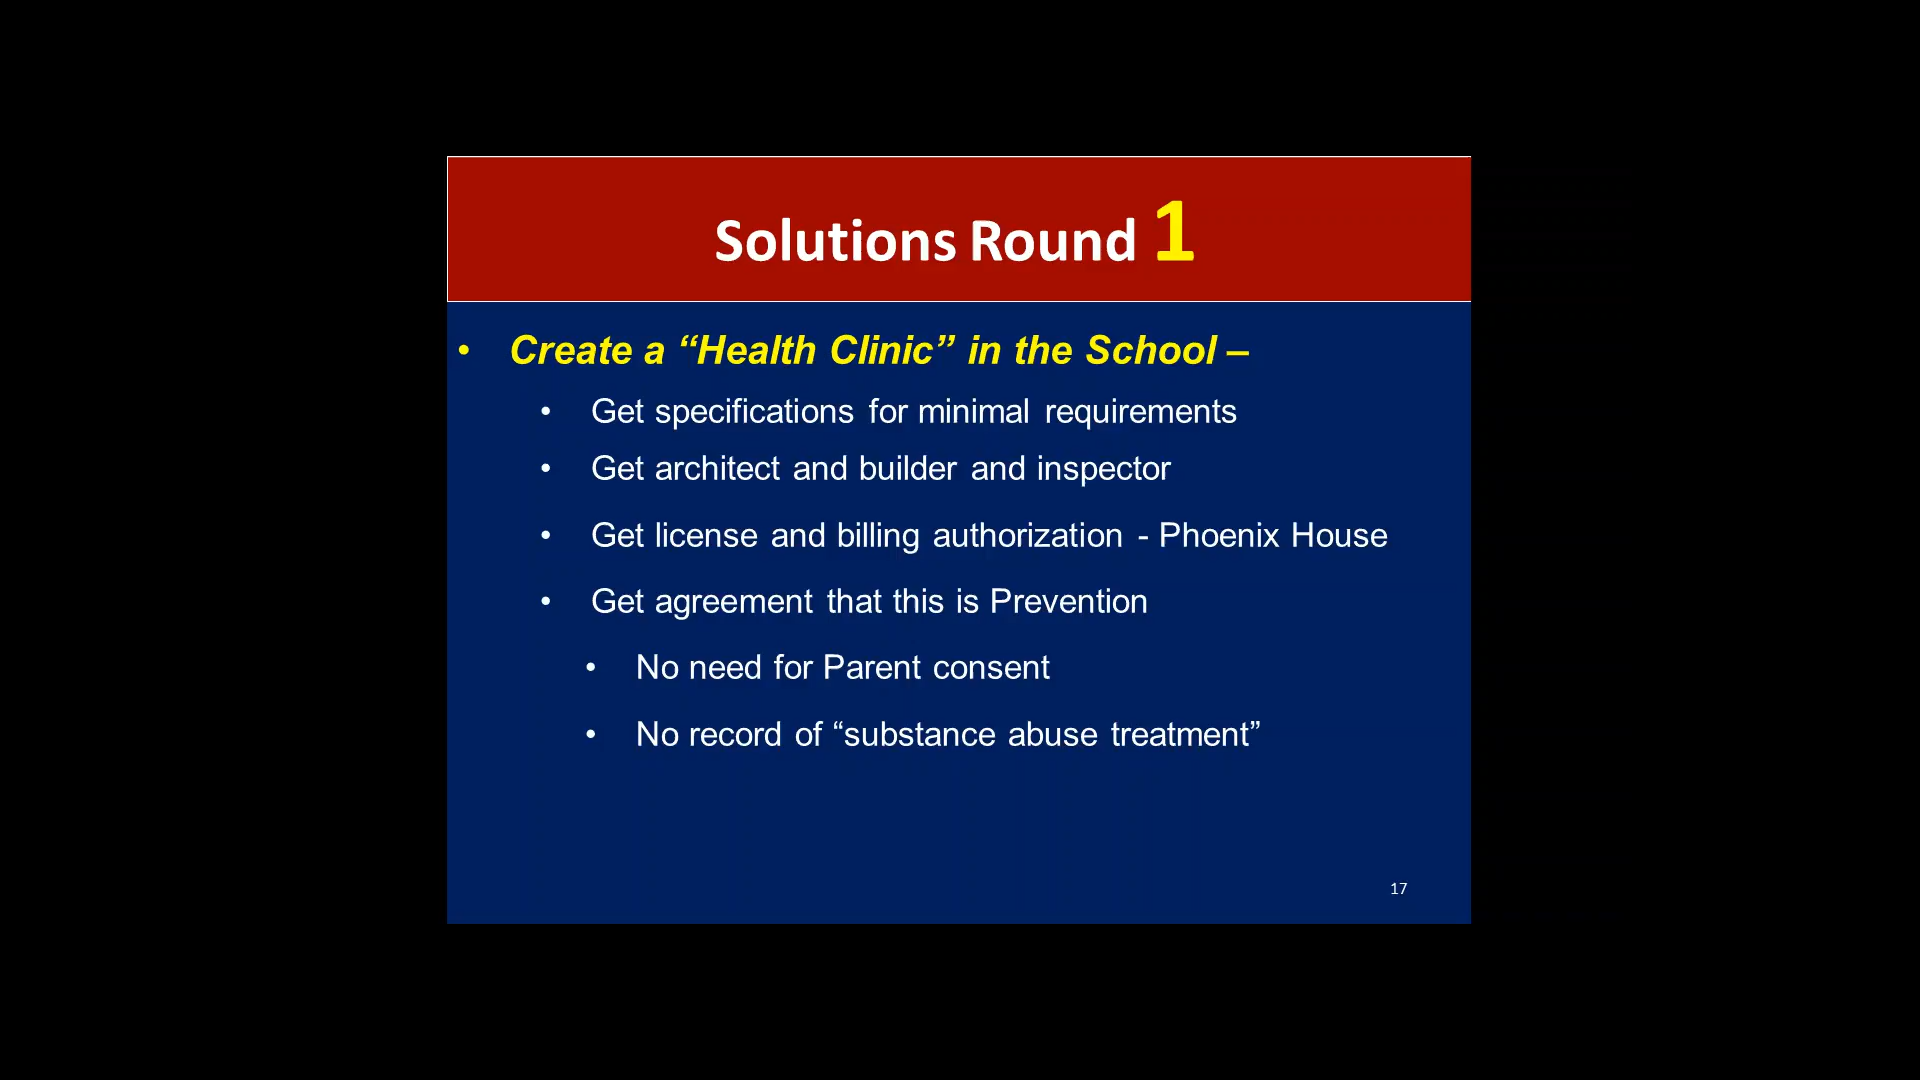 Solutions Round 1
• Create a “Health Clinic” in the School –
• Get specifications for minimal requirements
• Get architect and builder and inspector
• Get license and billing authorization - Phoenix House
• Get agreement that this is Prevention
• No need for Parent consent
• No record of “substance abuse treatment”
17